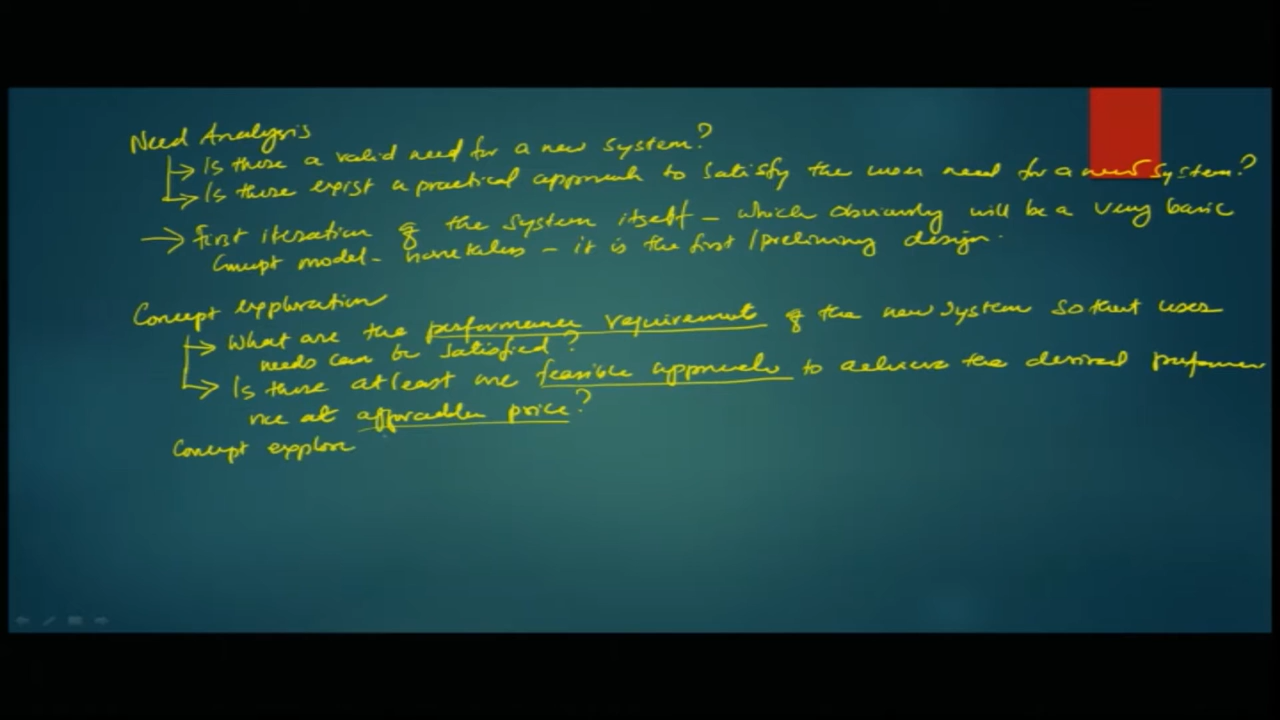 Need Analysis
Is there a valid need for a new system?
Is there exist a practical approach to satisfy the user need for a new system?
First iteration of the system itself - which obviously will be a very basic
Concept model - nonetheless - it is the first / preliminary design.
Concept exploration
What are the performance requirement of the new system so that user
needs can be satisfied?
Is there atleast one feasible approach to achieve the desired performa
nce at affordable price?
Concept explore